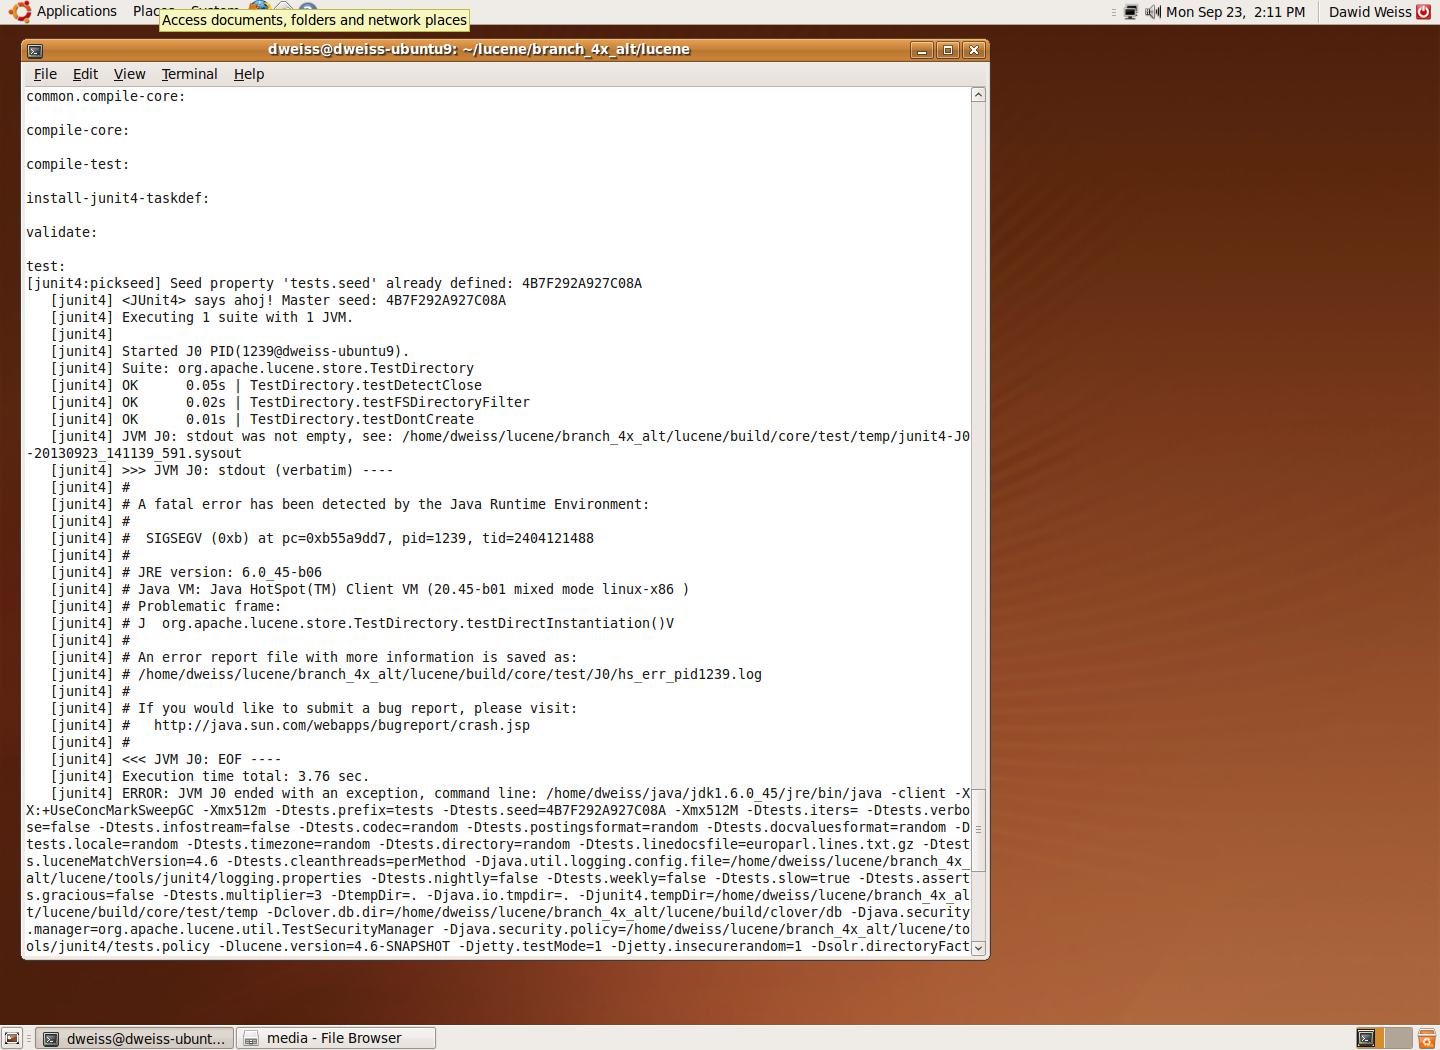 Applications Places System
Access documents, folders and network places
Mon Sep 23, 2:11 PM Dawid Weiss
dweiss@dweiss-ubuntu9: ~/lucene/branch_4x_alt/lucene
File Edit View Terminal Help
common.compile-core:
compile-core:
compile-test:
install-junit4-taskdef:
validate:
test:
[junit4:pickseed] Seed property 'tests.seed' already defined: 4B7F292A927C08A
[junit4] <JUnit4> says ahoj! Master seed: 4B7F292A927C08A
[junit4] Executing 1 suite with 1 JVM.
[junit4]
[junit4] Started J0 PID(1239@dweiss-ubuntu9).
[junit4] Suite: org.apache.lucene.store.TestDirectory
[junit4] OK      0.05s | TestDirectory.testDetectClose
[junit4] OK      0.02s | TestDirectory.testFSDirectoryFilter
[junit4] OK      0.01s | TestDirectory.testDontCreate
[junit4] JVM J0: stdout was not empty, see: /home/dweiss/lucene/branch_4x_alt/lucene/build/core/test/temp/junit4-J0
-20130923_141139_591.sysout
[junit4] >>> JVM J0: stdout (verbatim) ----
[junit4] #
[junit4] # A fatal error has been detected by the Java Runtime Environment:
[junit4] #
[junit4] #  SIGSEGV (0xb) at pc=0xb55a9dd7, pid=1239, tid=2404121488
[junit4] #
[junit4] # JRE version: 6.0_45-b06
[junit4] # Java VM: Java HotSpot(TM) Client VM (20.45-b01 mixed mode linux-x86 )
[junit4] # Problematic frame:
[junit4] # J  org.apache.lucene.store.TestDirectory.testDirectInstantiation()V
[junit4] #
[junit4] # An error report file with more information is saved as:
[junit4] # /home/dweiss/lucene/branch_4x_alt/lucene/build/core/test/J0/hs_err_pid1239.log
[junit4] #
[junit4] # If you would like to submit a bug report, please visit:
[junit4] #   http://java.sun.com/webapps/bugreport/crash.jsp
[junit4] #
[junit4] <<< JVM J0: EOF ----
[junit4] Execution time total: 3.76 sec.
[junit4] ERROR: JVM J0 ended with an exception, command line: /home/dweiss/java/jdk1.6.0_45/jre/bin/java -client -X
X:+UseConcMarkSweepGC -Xmx512m -Dtests.prefix=tests -Dtests.seed=4B7F292A927C08A -Xmx512M -Dtests.iters= -Dtests.verbo
se=false -Dtests.infostream=false -Dtests.codec=random -Dtests.postingsformat=random -Dtests.docvaluesformat=random -D
tests.locale=random -Dtests.timezone=random -Dtests.directory=random -Dtests.linedocsfile=europarl.lines.txt.gz -Dtest
s.luceneMatchVersion=4.6 -Dtests.cleanthreads=perMethod -Djava.util.logging.config.file=/home/dweiss/lucene/branch_4x_
alt/lucene/tools/junit4/logging.properties -Dtests.nightly=false -Dtests.weekly=false -Dtests.slow=true -Dtests.assert
s.gracious=false -Dtests.multiplier=3 -DtempDir=. -Djava.io.tmpdir=. -Djunit4.tempDir=/home/dweiss/lucene/branch_4x_al
t/lucene/build/core/test/temp -Dclover.db.dir=/home/dweiss/lucene/branch_4x_alt/lucene/build/clover/db -Djava.security
.manager=org.apache.lucene.util.TestSecurityManager -Djava.security.policy=/home/dweiss/lucene/branch_4x_alt/lucene/to
ols/junit4/tests.policy -Dlucene.version=4.6-SNAPSHOT -Djetty.testMode=1 -Djetty.insecurerandom=1 -Dsolr.directoryFact
dweiss@dweiss-ubunt... media - File Browser